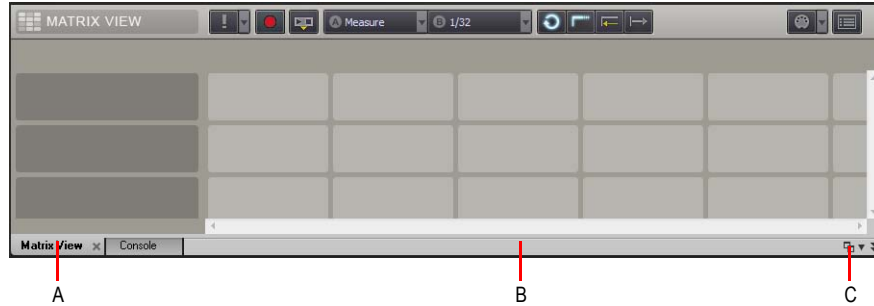 MATRIX VIEW
A Measure
B 1/32
Matrix View
Console
A
B
C